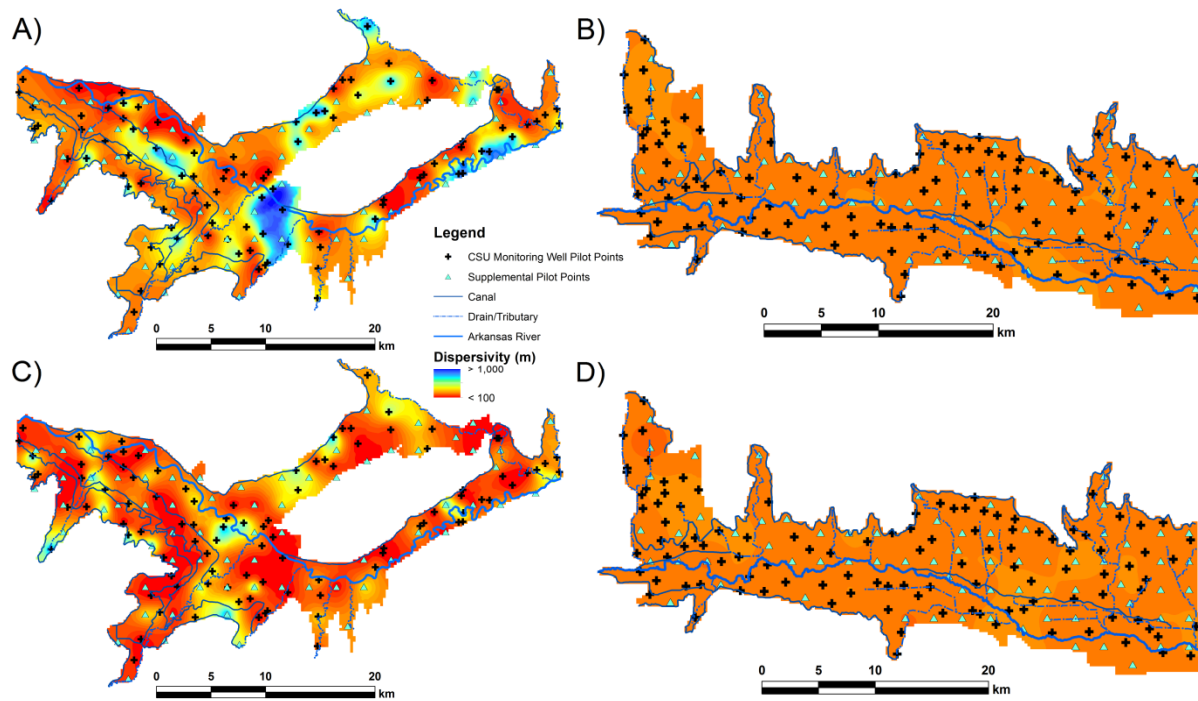 A)
B)
Legend
CSU Monitoring Well Pilot Points
Supplemental Pilot Points
Canal
Drain/Tributary
Arkansas River
Dispersivity (m)
> 1,000
< 100
0 5 10 20
km
0 5 10 20
km
C)
D)
0 5 10 20
km
0 5 10 20
km